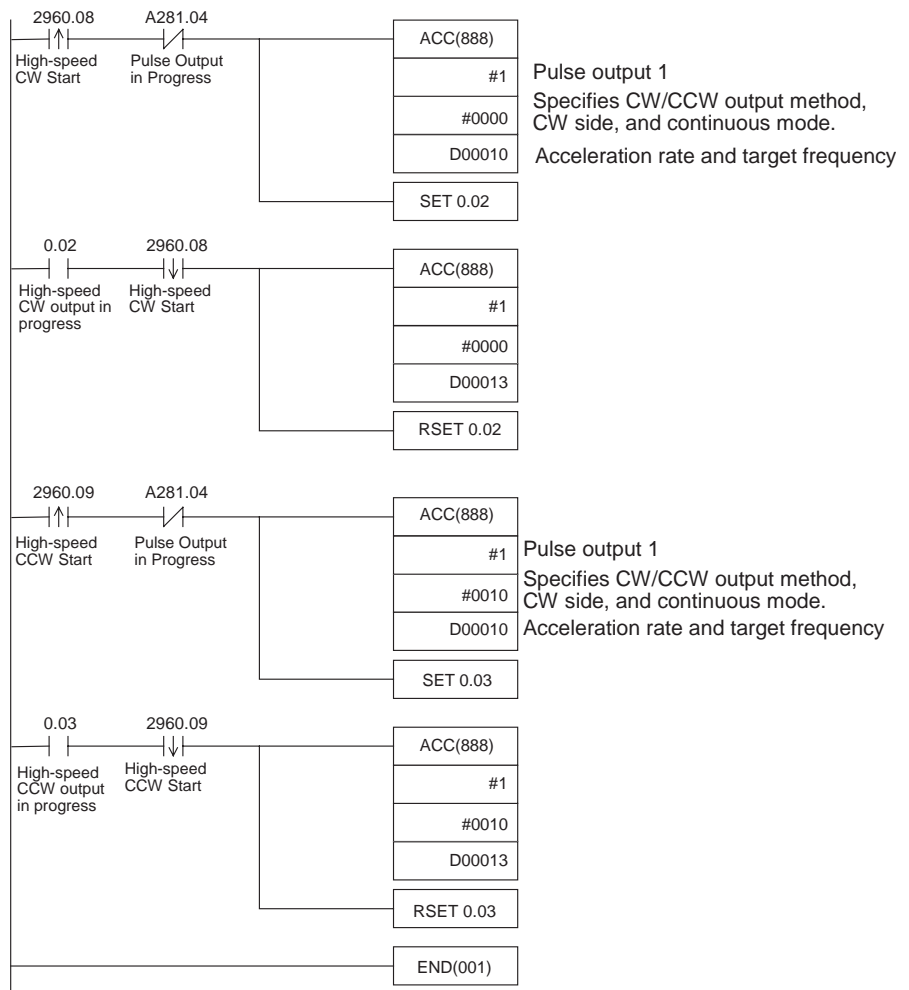 2960.08 A281.04
High-speed
CW Start
Pulse Output
in Progress
ACC(888)
#1
#0000
D00010
SET 0.02
Pulse output 1
Specifies CW/CCW output method,
CW side, and continuous mode.
Acceleration rate and target frequency
0.02 2960.08
High-speed
CW output in
progress
High-speed
CW Start
ACC(888)
#1
#0000
D00013
RSET 0.02
2960.09 A281.04
High-speed
CCW Start
Pulse Output
in Progress
ACC(888)
#1
#0010
D00010
SET 0.03
Pulse output 1
Specifies CW/CCW output method,
CW side, and continuous mode.
Acceleration rate and target frequency
0.03 2960.09
High-speed
CCW output
in progress
High-speed
CCW Start
ACC(888)
#1
#0010
D00013
RSET 0.03
END(001)